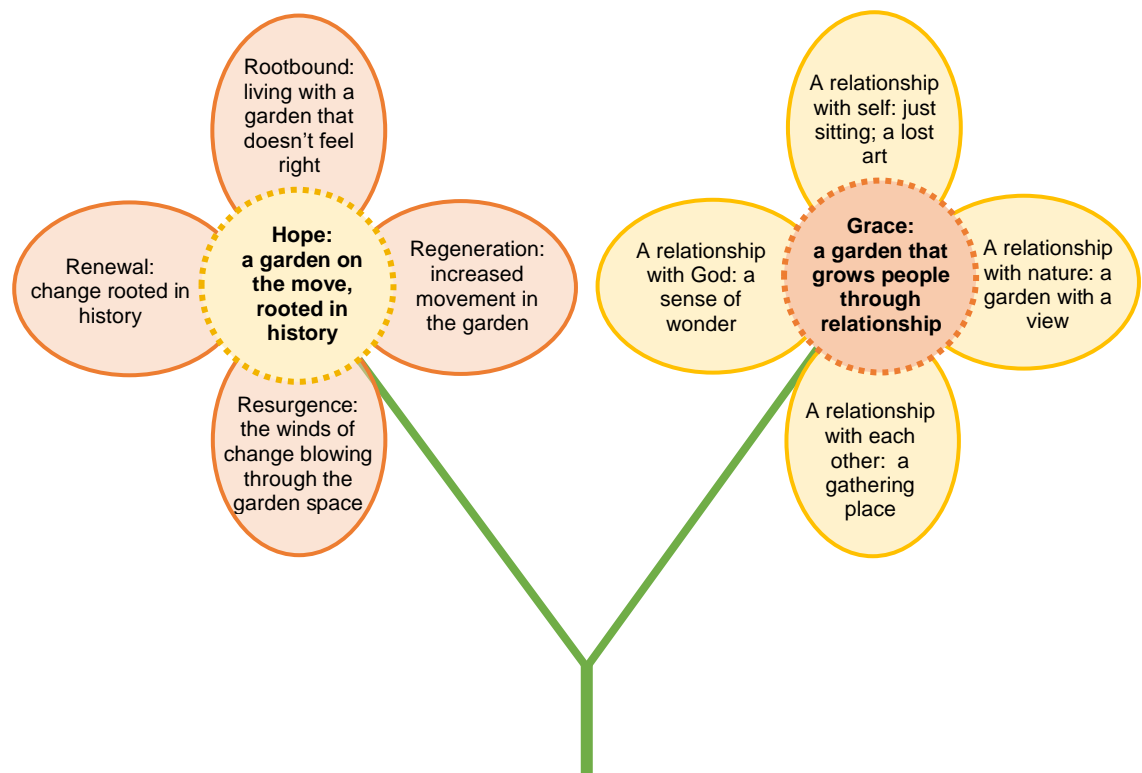 Rootbound:
living with a
garden that
doesn’t feel
right
Hope:
a garden on
the move,
rooted in
history
Renewal:
change rooted in
history
Regeneration:
increased
movement in
the garden
Resurgence:
the winds of
change blowing
through the
garden space
A relationship
with self: just
sitting; a lost
art
Grace:
a garden that
grows people
through
relationship
A relationship
with God: a
sense of
wonder
A relationship
with nature: a
garden with a
view
A relationship
with each
other:  a
gathering
place